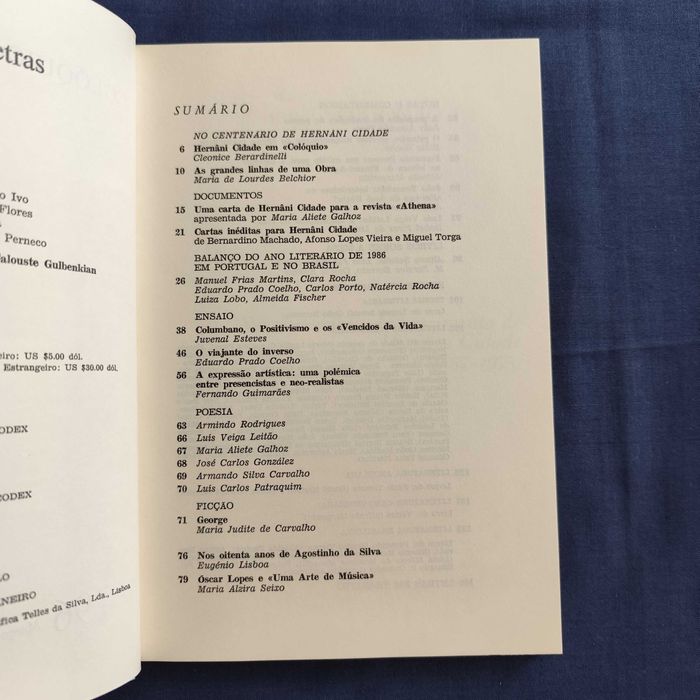 etras
o Ivo
Flores
Perneco
alouste Gulbenkian
eiro: US $5.00 dól.
Estrangeiro: US $30.00 dól.
ODEX
CODEX
LO
ANEIRO
áfica Telles da Silva, Lda., Lisboa
SUMÁRIO
NO CENTENARIO DE HERNANI CIDADE
6 Hernâni Cidade em «Colóquio»
Cleonice Berardinelli
10 As grandes linhas de uma Obra
Maria de Lourdes Belchior
DOCUMENTOS
15 Uma carta de Hernâni Cidade para a revista «Athena»
apresentada por Maria Aliete Galhoz
21 Cartas inéditas para Hernâni Cidade
de Bernardino Machado, Afonso Lopes Vieira e Miguel Torga
BALANÇO DO ANO LITERARIO DE 1986
EM PORTUGAL E NO BRASIL
26 Manuel Frias Martins, Clara Rocha
Eduardo Prado Coelho, Carlos Porto, Natércia Rocha
Luiza Lobo, Almeida Fischer
ENSAIO
38 Columbano, o Positivismo e os «Vencidos da Vida»
Juvenal Esteves
46 O viajante do inverso
Eduardo Prado Coelho
56 A expressão artística: uma polémica
entre presencistas e neo-realistas
Fernando Guimarães
POESIA
63 Armindo Rodrigues
66 Luis Veiga Leitão
67 Maria Aliete Galhoz
68 José Carlos González
69 Armando Silva Carvalho
70 Luis Carlos Patraquim
FICÇÃO
71 George
Maria Judite de Carvalho
76 Nos oitenta anos de Agostinho da Silva
Eugénio Lisboa
79 Óscar Lopes e «Uma Arte de Música»
Maria Alzira Seixo